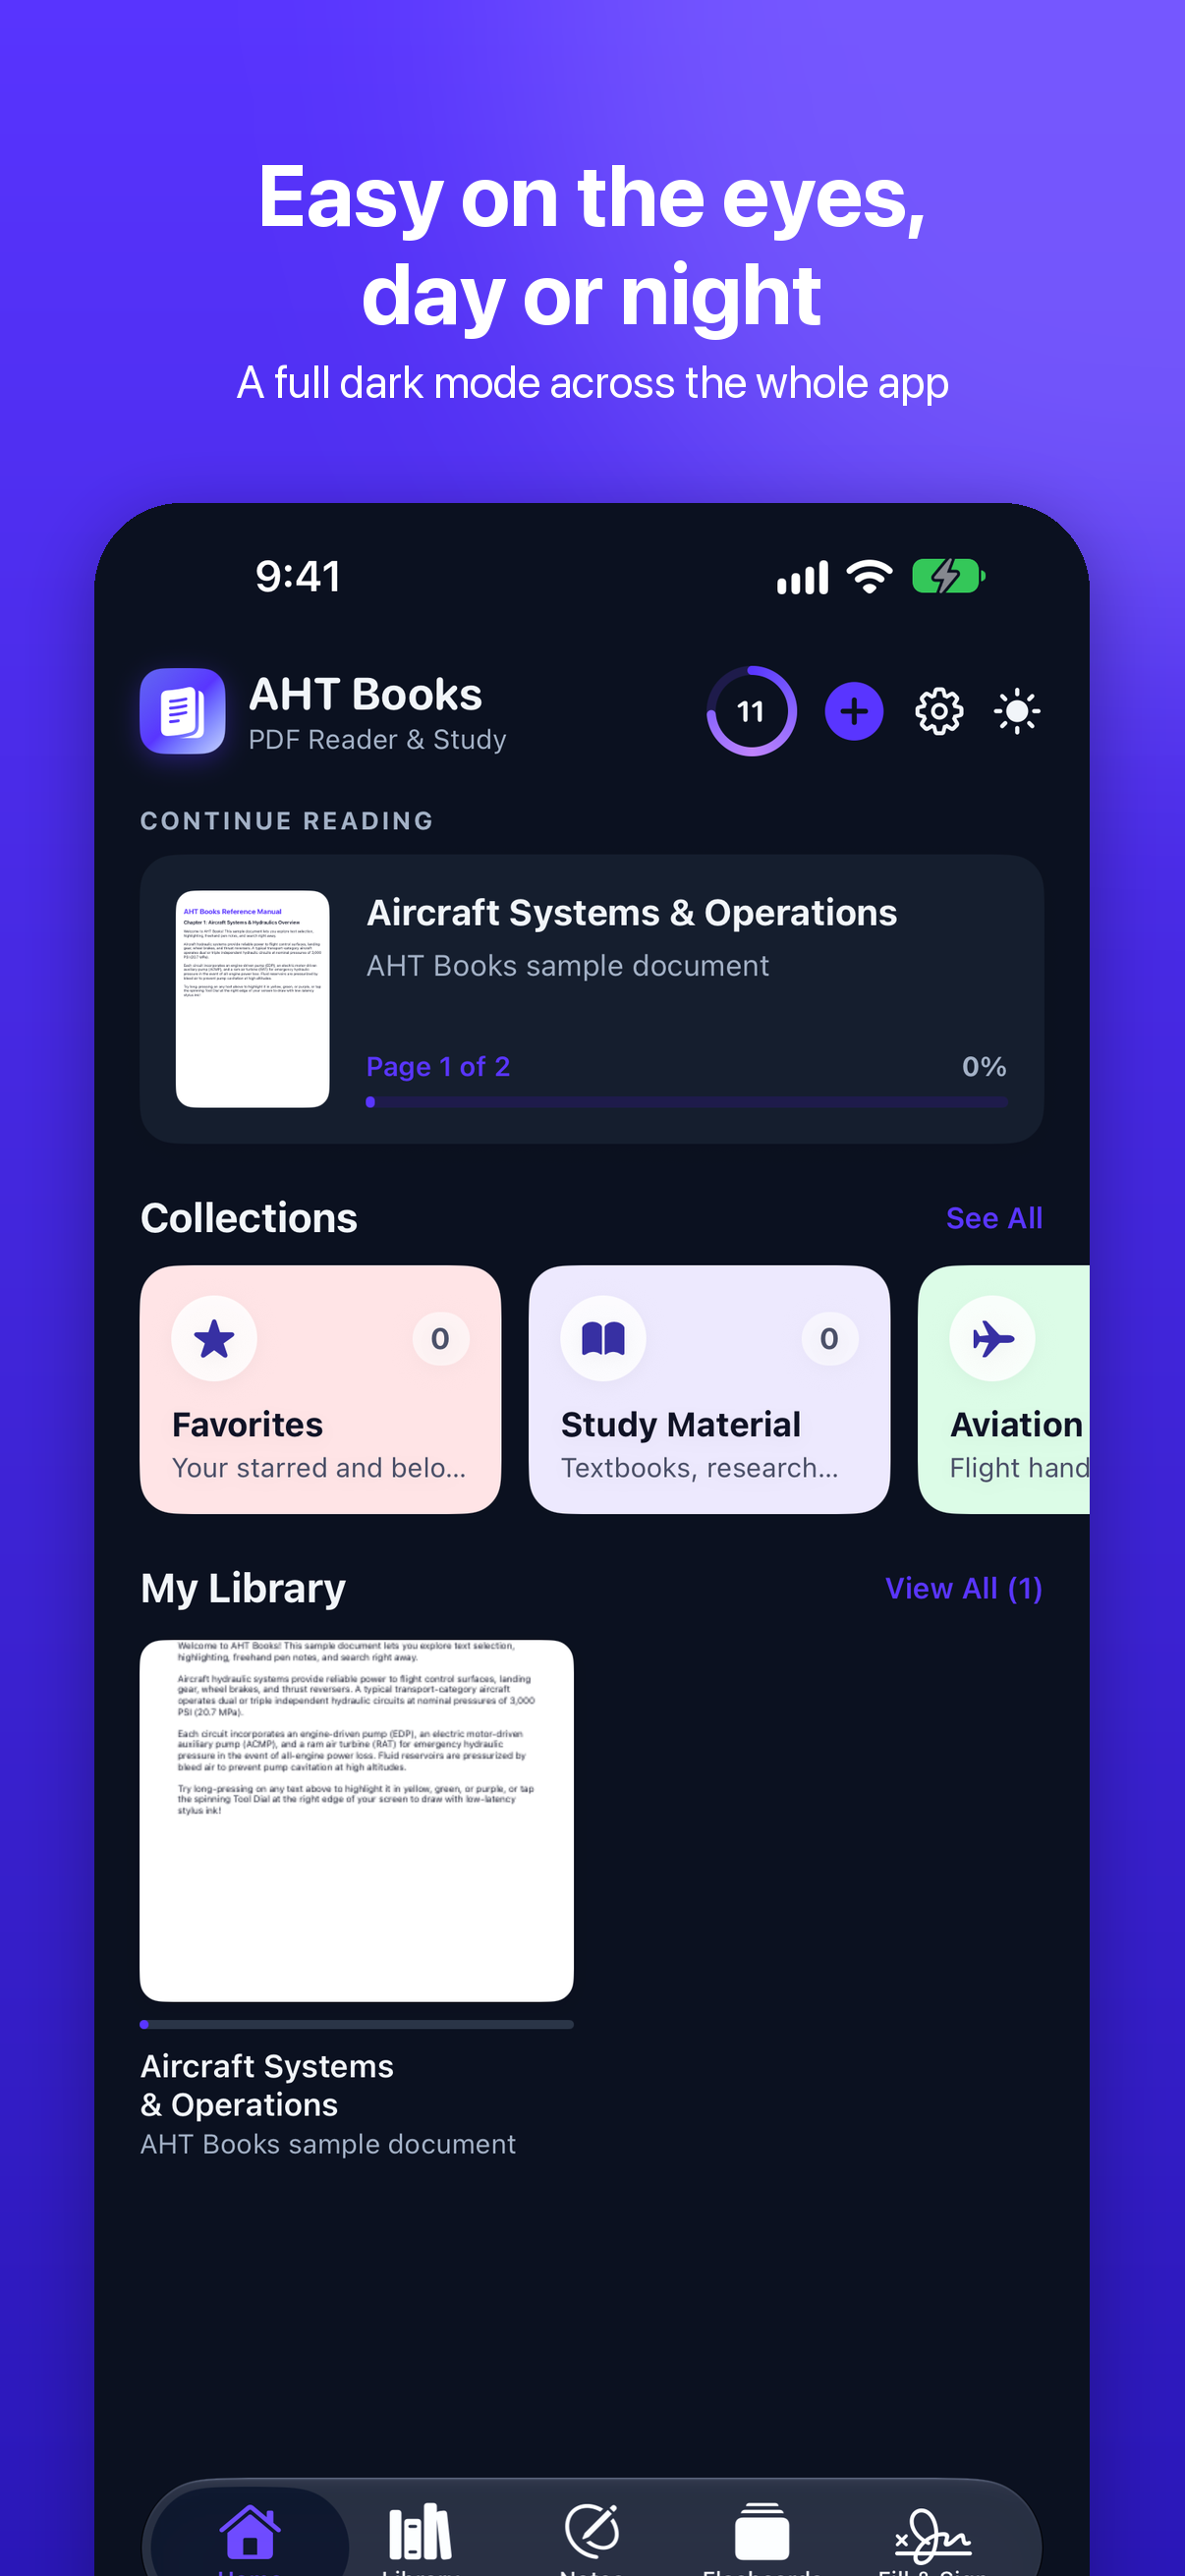 Easy on the eyes,
day or night
A full dark mode across the whole app
9:41
AHT Books
PDF Reader & Study
11
CONTINUE READING
AHT Books Reference Manual
Chapter 1: Aircraft Systems & Hydraulics Overview
Aircraft Systems & Operations
AHT Books sample document
Page 1 of 2
0%
Collections
See All
0
Favorites
Your starred and belo...
0
Study Material
Textbooks, research...
Aviation
Flight hand
My Library
View All (1)
Welcome to AHT Books! This sample document lets you explore text selection,
highlighting, freehand pen notes, and search right away.
Aircraft hydraulic systems provide reliable power to flight control surfaces, landing
gear, wheel brakes, and thrust reversers. A typical transport-category aircraft
operates dual or triple independent hydraulic circuits at nominal pressures of 3,000
PSI (20.7 MPa).
Each circuit incorporates an engine-driven pump (EDP), an electric motor-driven
auxiliary pump (ACMP), and a ram air turbine (RAT) for emergency hydraulic
pressure in the event of all-engine power loss. Fluid reservoirs are pressurized by
bleed air to prevent pump cavitation at high altitudes.
Try long-pressing on any text above to highlight it in yellow, green, or purple, or tap
the spinning Tool Dial at the right edge of your screen to draw with low-latency
stylus ink!
Aircraft Systems
& Operations
AHT Books sample document